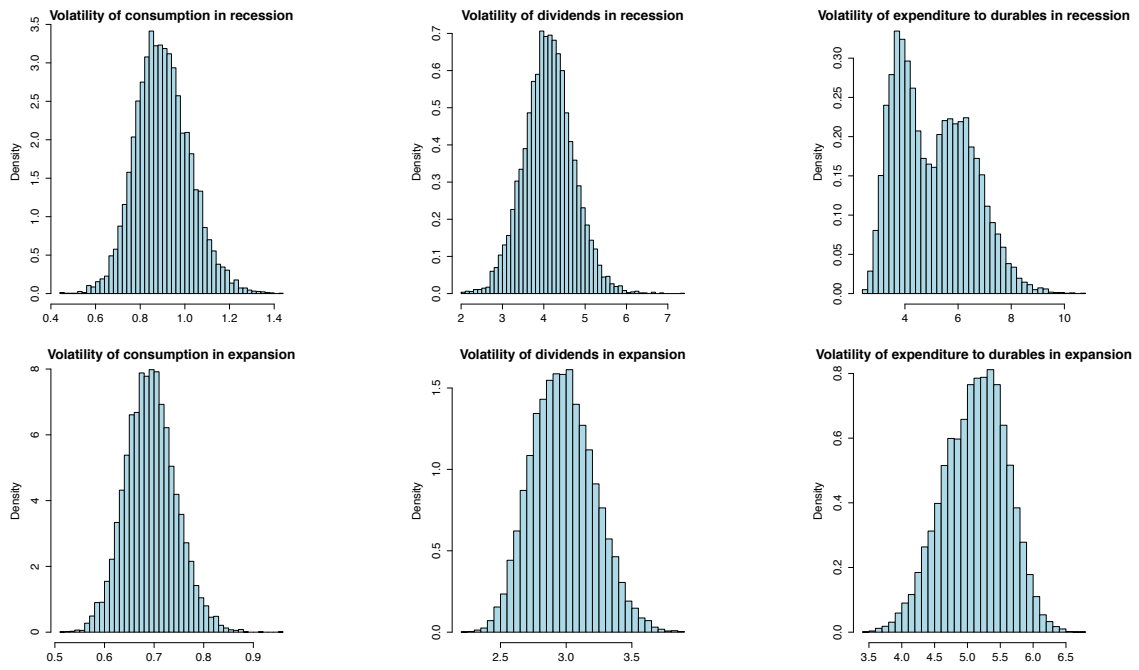 Volatility of consumption in recession
Density
0.0 0.5 1.0 1.5 2.0 2.5 3.0 3.5
0.4 0.6 0.8 1.0 1.2 1.4
Volatility of dividends in recession
Density
0.0 0.1 0.2 0.3 0.4 0.5 0.6 0.7
2 3 4 5 6 7
Volatility of expenditure to durables in recession
Density
0.00 0.05 0.10 0.15 0.20 0.25 0.30
4 6 8 10
Volatility of consumption in expansion
Density
0 2 4 6 8
0.5 0.6 0.7 0.8 0.9
Volatility of dividends in expansion
Density
0.0 0.5 1.0 1.5
2.5 3.0 3.5
Volatility of expenditure to durables in expansion
Density
0.0 0.2 0.4 0.6 0.8
3.5 4.0 4.5 5.0 5.5 6.0 6.5